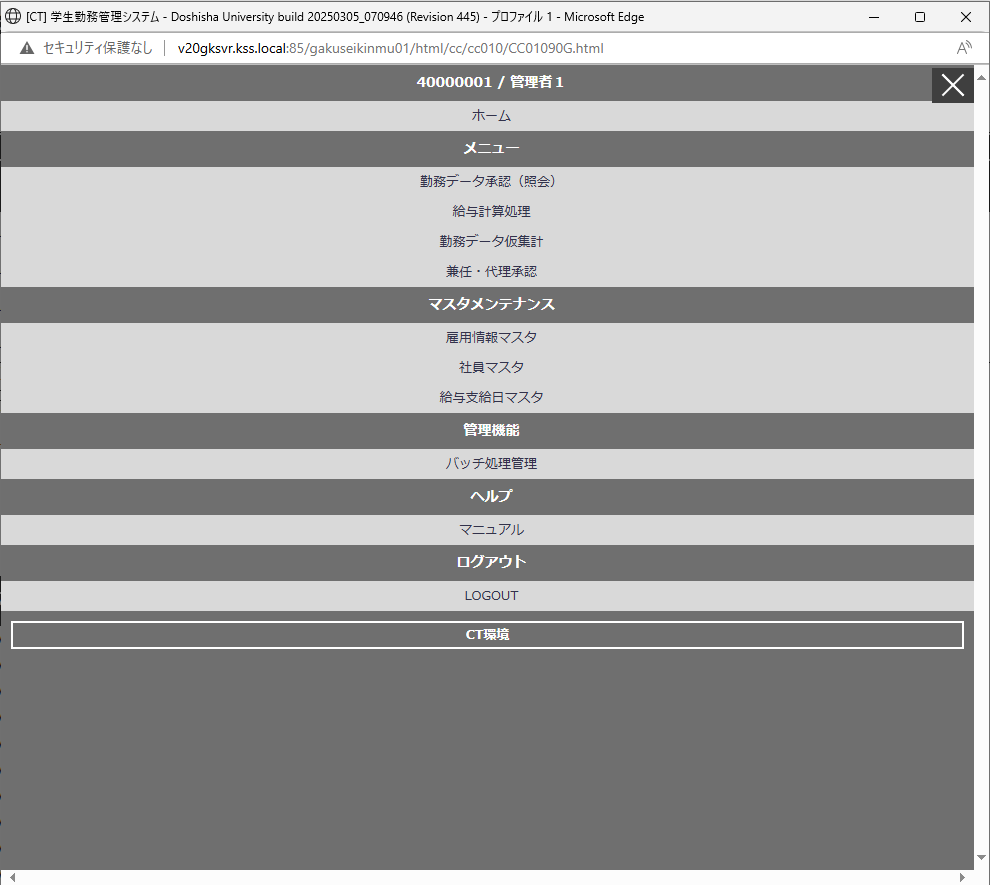 [CT] 学生勤務管理システム - Doshisha University build 20250305_070946 (Revision 445) - プロファイル 1 - Microsoft Edge
セキュリティ保護なし v20gksvr.kss.local:85/gakuseikinmu01/html/cc/cc010/CC01090G.html
40000001 / 管理者１
ホーム
メニュー
勤務データ承認（照会）
給与計算処理
勤務データ仮集計
兼任・代理承認
マスタメンテナンス
雇用情報マスタ
社員マスタ
給与支給日マスタ
管理機能
バッチ処理管理
ヘルプ
マニュアル
ログアウト
LOGOUT
CT環境